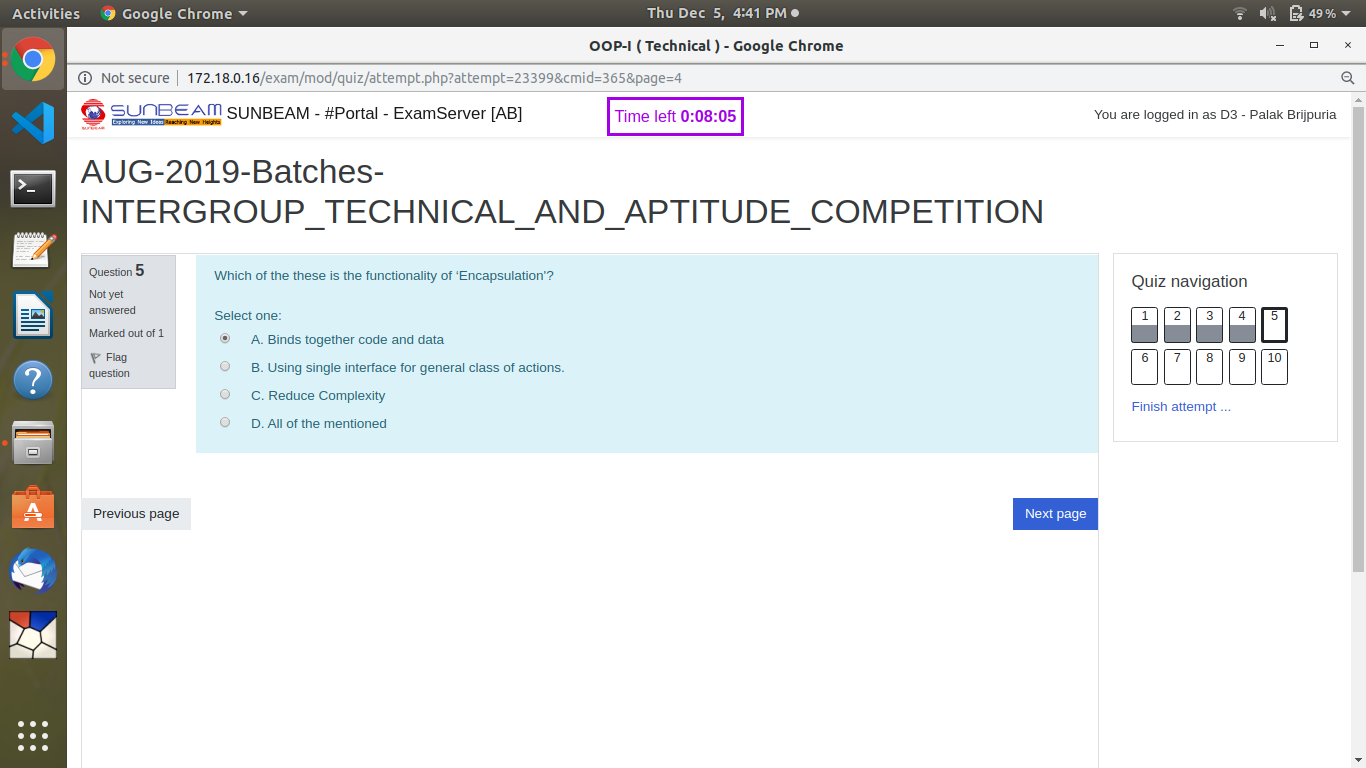 Activities
Google Chrome
Thu Dec 5, 4:41 PM
49 %
OOP-I ( Technical ) - Google Chrome
Not secure
172.18.0.16/exam/mod/quiz/attempt.php?attempt=23399&cmid=365&page=4
SUNBEAM
Exploring New Ideas Reaching New Heights
SUNBEAM
SUNBEAM - #Portal - ExamServer [AB]
Time left 0:08:05
You are logged in as D3 - Palak Brijpuria
AUG-2019-Batches-
INTERGROUP_TECHNICAL_AND_APTITUDE_COMPETITION
Question 5
Not yet
answered
Marked out of 1
Flag
question
Which of the these is the functionality of ‘Encapsulation'?
Select one:
A. Binds together code and data
B. Using single interface for general class of actions.
C. Reduce Complexity
D. All of the mentioned
Previous page
Next page
Quiz navigation
1 2 3 4 5
6 7 8 9 10
Finish attempt ...